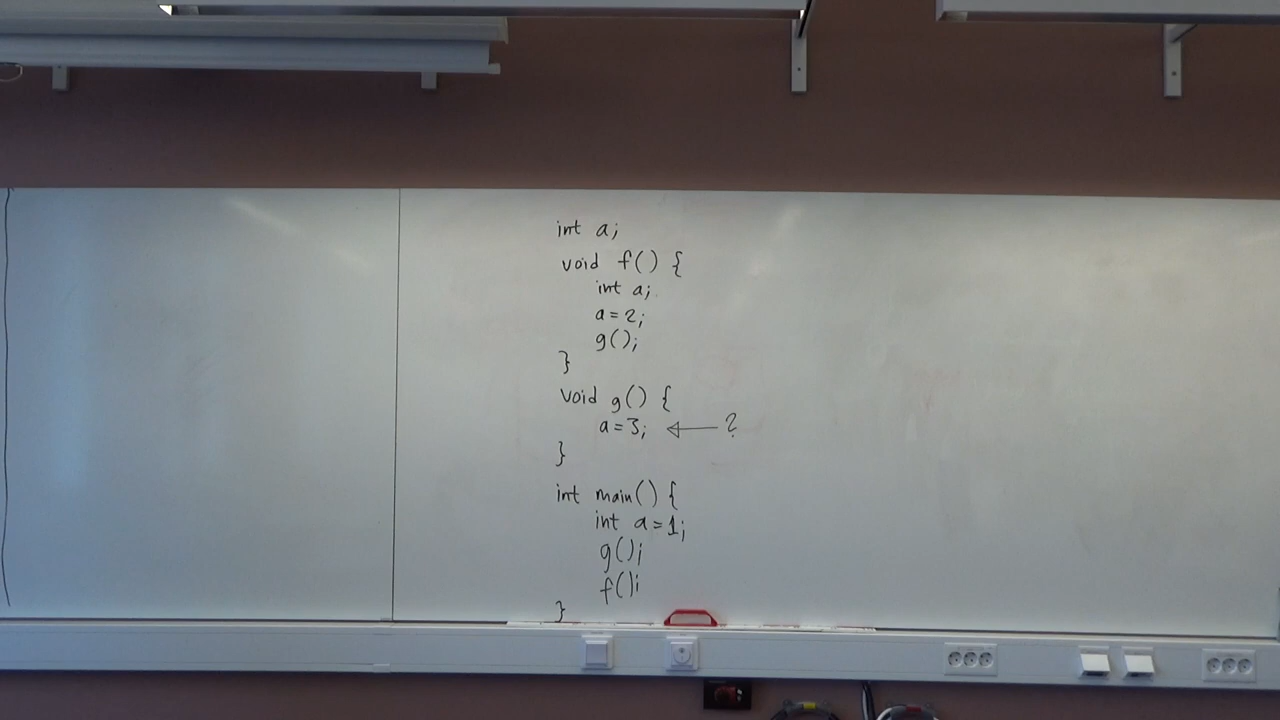 int a;
void f() {
int a;
a=2;
g();
}
void g() {
a=3; ?
}
int main() {
int a=1;
g();
f();
}